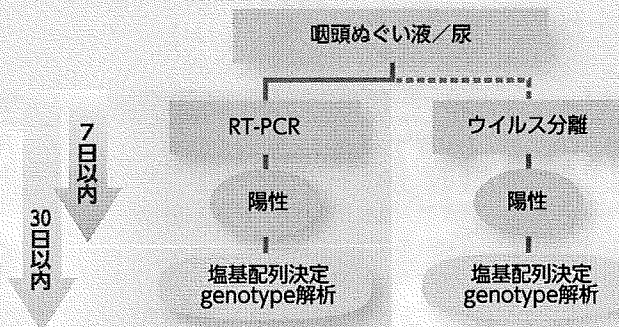 咽頭ぬぐい液／尿
RT-PCR
ウイルス分離
7日以内
陽性
陽性
30日以内
塩基配列決定
genotype解析
塩基配列決定
genotype解析